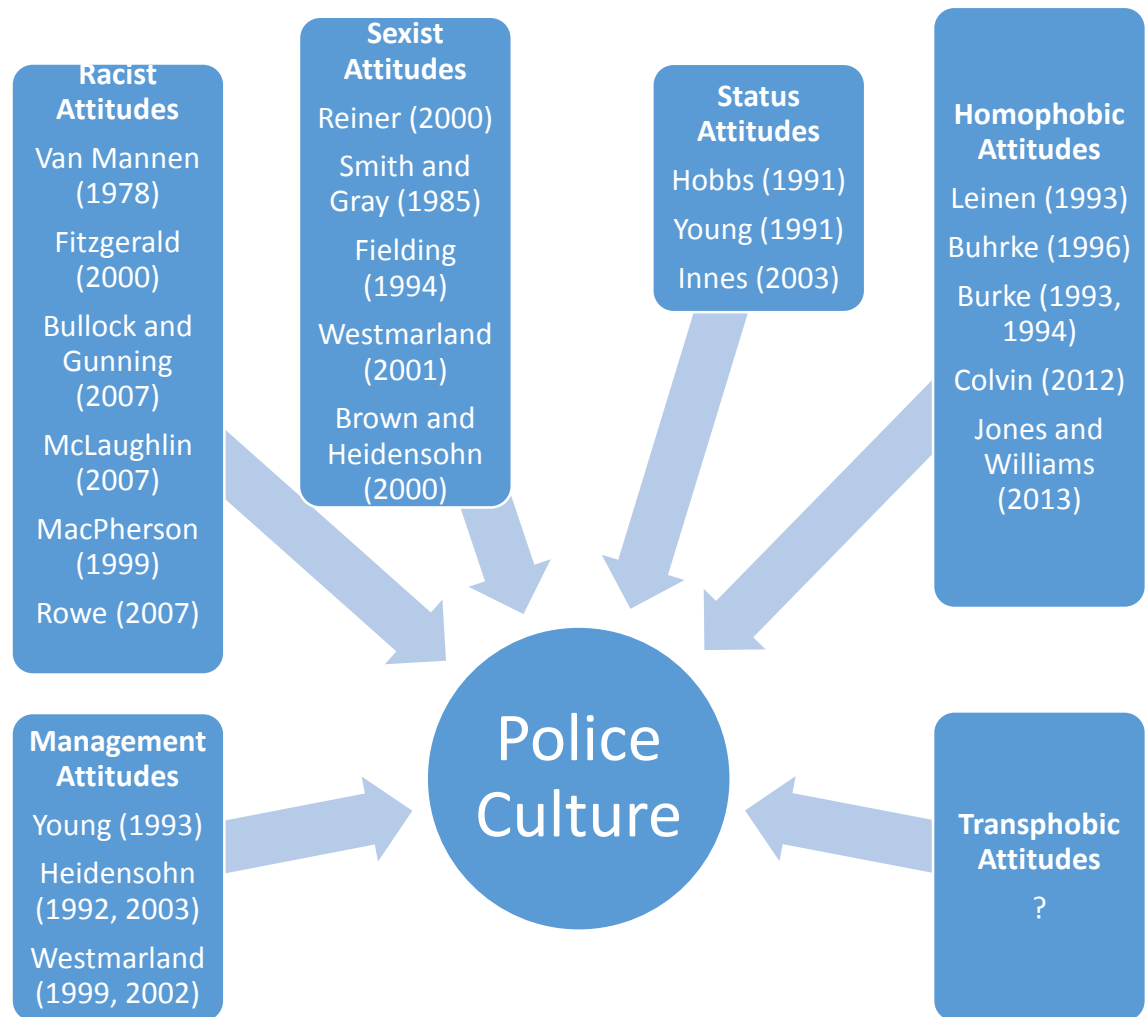 Racist
Attitudes
Van Mannen
(1978)
Fitzgerald
(2000)
Bullock and
Gunning
(2007)
McLaughlin
(2007)
MacPherson
(1999)
Rowe (2007)
Sexist
Attitudes
Reiner (2000)
Smith and
Gray (1985)
Fielding
(1994)
Westmarland
(2001)
Brown and
Heidensohn
(2000)
Status
Attitudes
Hobbs (1991)
Young (1991)
Innes (2003)
Homophobic
Attitudes
Leinen (1993)
Buhrke (1996)
Burke (1993,
1994)
Colvin (2012)
Jones and
Williams
(2013)
Management
Attitudes
Young (1993)
Heidensohn
(1992, 2003)
Westmarland
(1999, 2002)
Police
Culture
Transphobic
Attitudes
?